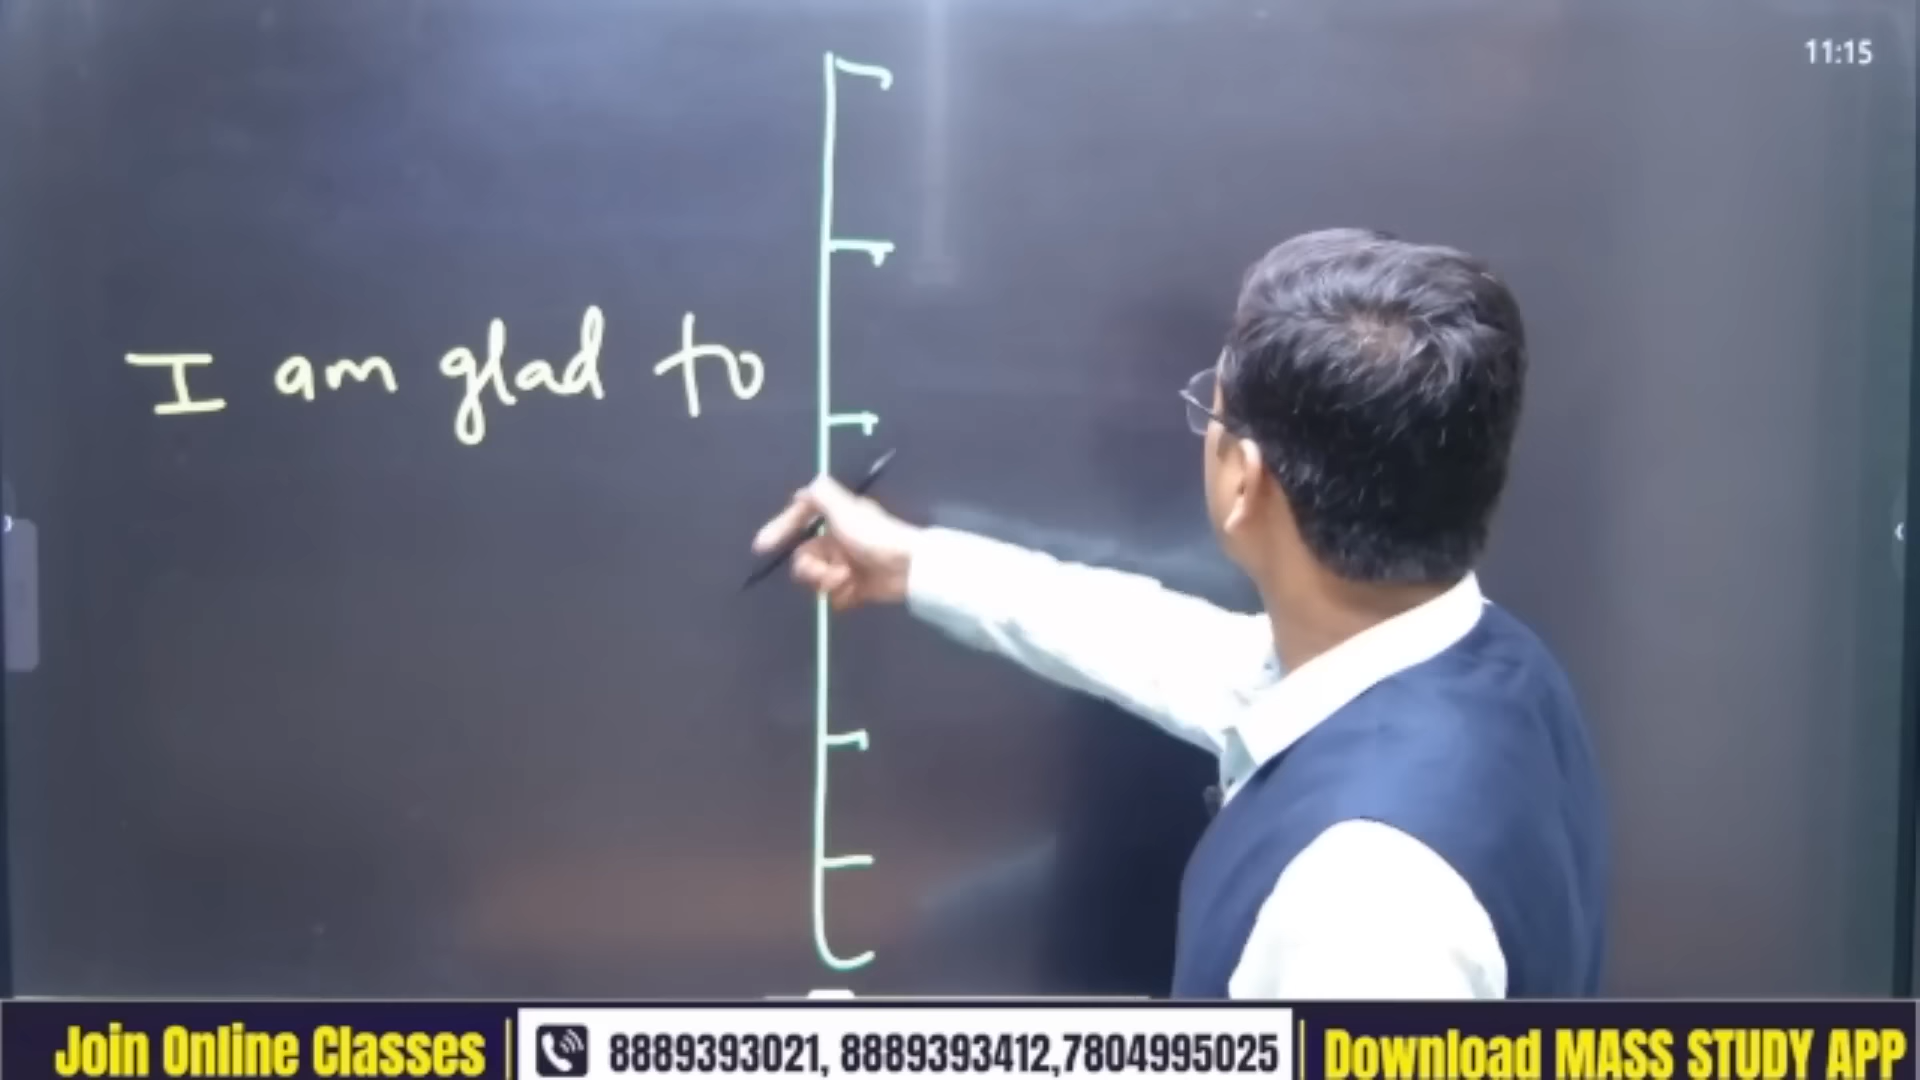 11:15
I am glad to
Join Online Classes | 8889393021, 8889393412,7804995025 | Download MASS STUDY APP